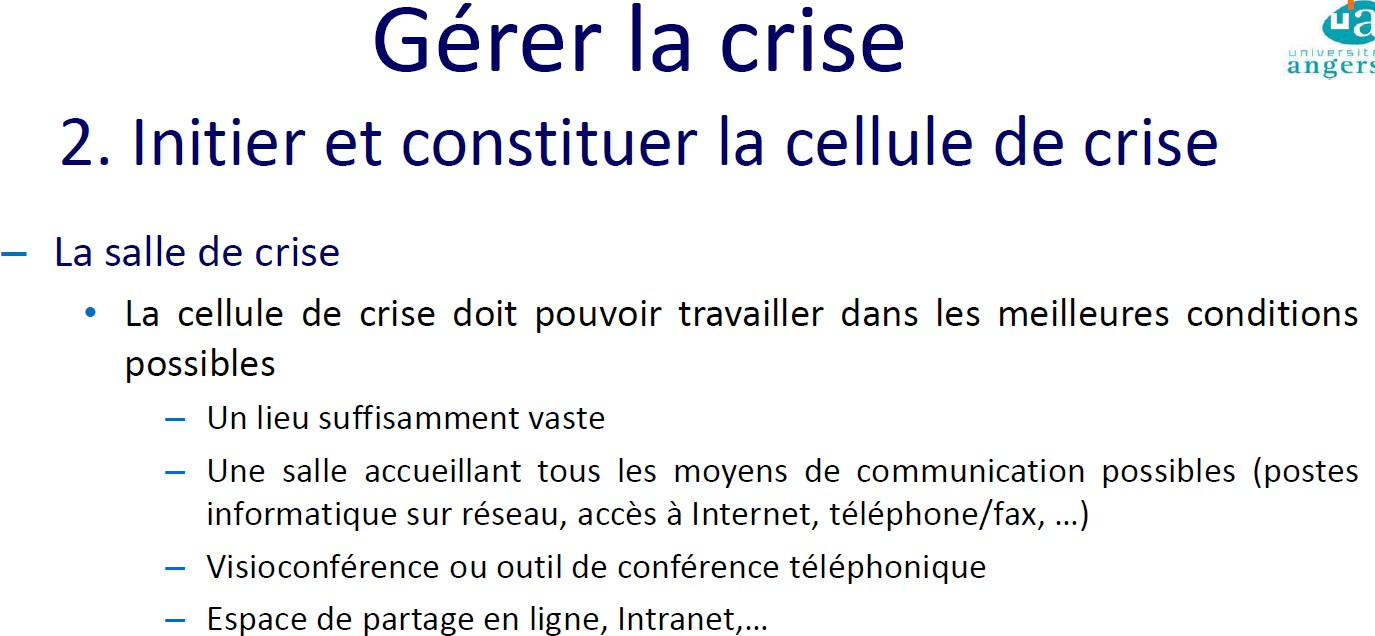 Gérer la crise
ua
université
angers
2. Initier et constituer la cellule de crise
– La salle de crise
• La cellule de crise doit pouvoir travailler dans les meilleures conditions
possibles
– Un lieu suffisamment vaste
– Une salle accueillant tous les moyens de communication possibles (postes
informatique sur réseau, accès à Internet, téléphone/fax, …)
– Visioconférence ou outil de conférence téléphonique
– Espace de partage en ligne, Intranet,…